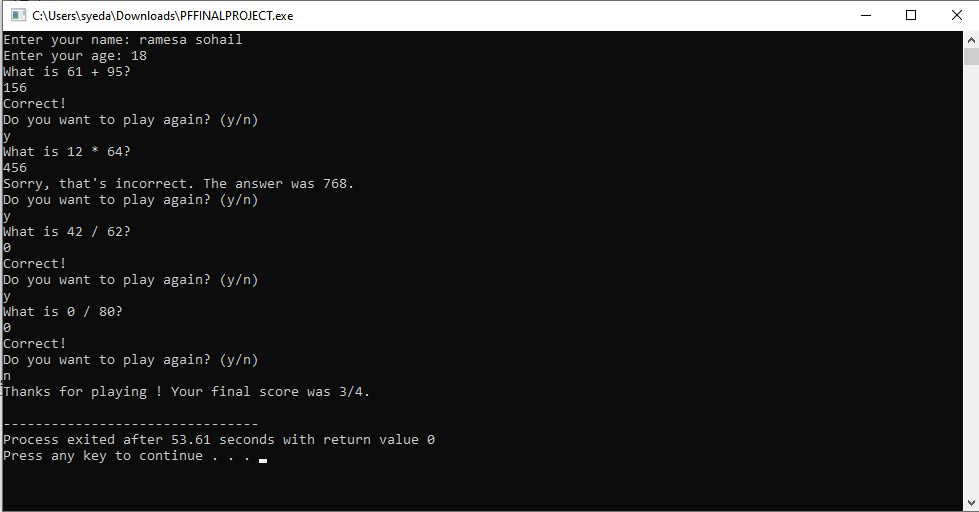 C:\Users\syeda\Downloads\PFFINALPROJECT.exe
Enter your name: ramesa sohail
Enter your age: 18
What is 61 + 95?
156
Correct!
Do you want to play again? (y/n)
y
What is 12 * 64?
456
Sorry, that's incorrect. The answer was 768.
Do you want to play again? (y/n)
y
What is 42 / 62?
0
Correct!
Do you want to play again? (y/n)
y
What is 0 / 80?
0
Correct!
Do you want to play again? (y/n)
n
Thanks for playing ! Your final score was 3/4.
--------------------------------
Process exited after 53.61 seconds with return value 0
Press any key to continue . . .